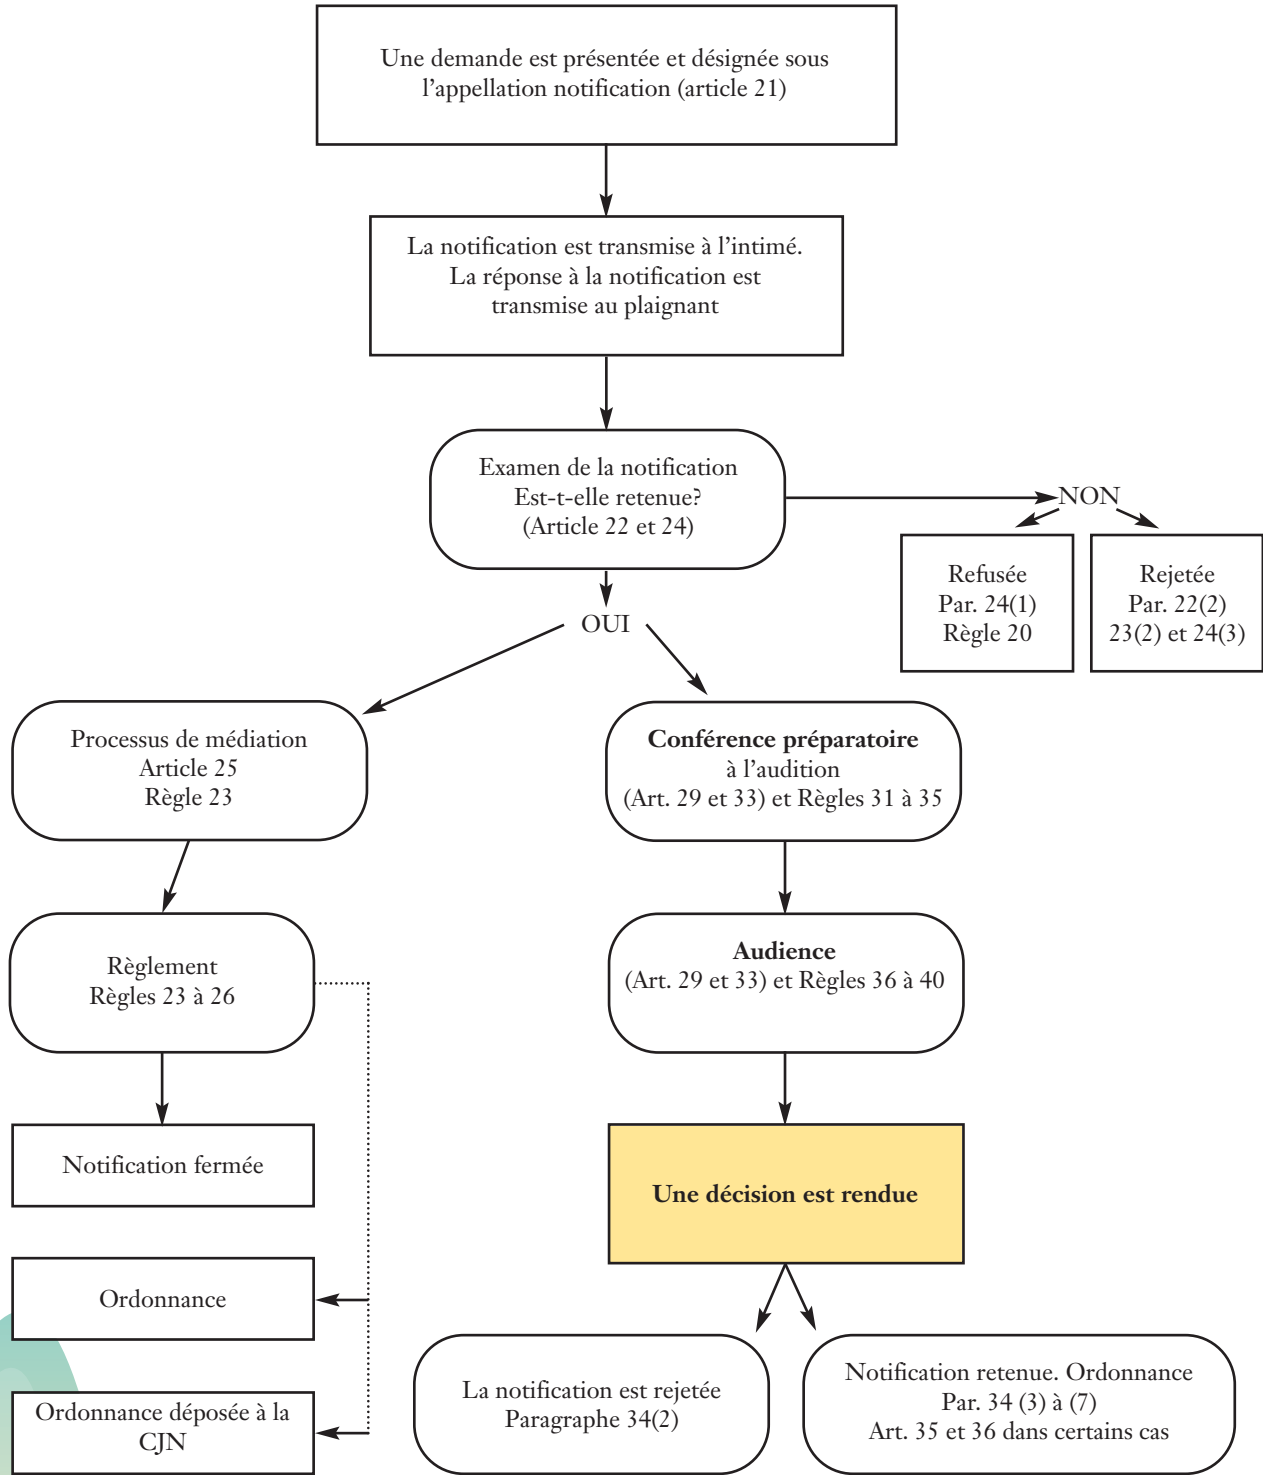 Une demande est présentée et désignée sous
l'appellation notification (article 21)
La notification est transmise à l'intimé.
La réponse à la notification est
transmise au plaignant
Examen de la notification
Est-t-elle retenue?
(Article 22 et 24)
NON
Refusée
Par. 24(1)
Règle 20
Rejetée
Par. 22(2)
23(2) et 24(3)
OUI
Processus de médiation
Article 25
Règle 23
Conférence préparatoire
à l'audition
(Art. 29 et 33) et Règles 31 à 35
Règlement
Règles 23 à 26
Audience
(Art. 29 et 33) et Règles 36 à 40
Notification fermée
Une décision est rendue
Ordonnance
Ordonnance déposée à la
CJN
La notification est rejetée
Paragraphe 34(2)
Notification retenue. Ordonnance
Par. 34 (3) à (7)
Art. 35 et 36 dans certains cas